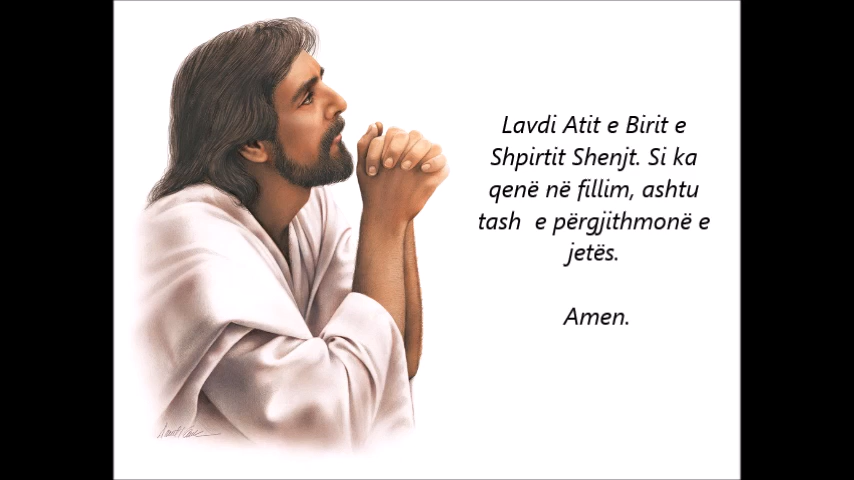 Lavdi Atit e Birit e
Shpirtit Shenjt. Si ka
qenë në fillim, ashtu
tash e përgjithmonë e
jetës.
Amen.